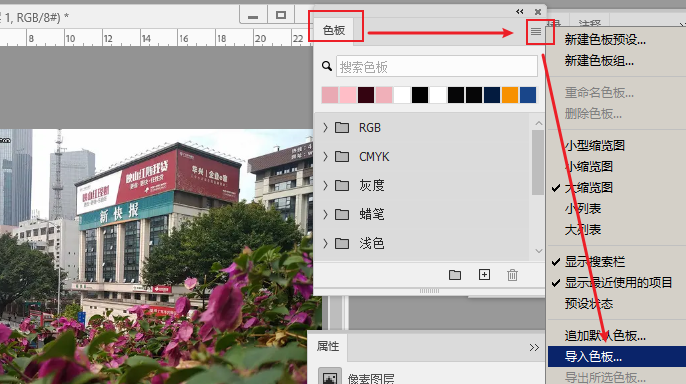 1, RGB/8#) *
8 10 12 14 16 18 20 22
色板
搜索色板
RGB
CMYK
灰度
蜡笔
浅色
属性
像素图层
注释
新建色板预设...
新建色板组...
重命名色板...
删除色板...
小型缩览图
小缩览图
大缩览图
小列表
大列表
显示搜索栏
显示最近使用的项目
预设状态
追加默认色板...
导入色板...
导出所选色板...
新快报